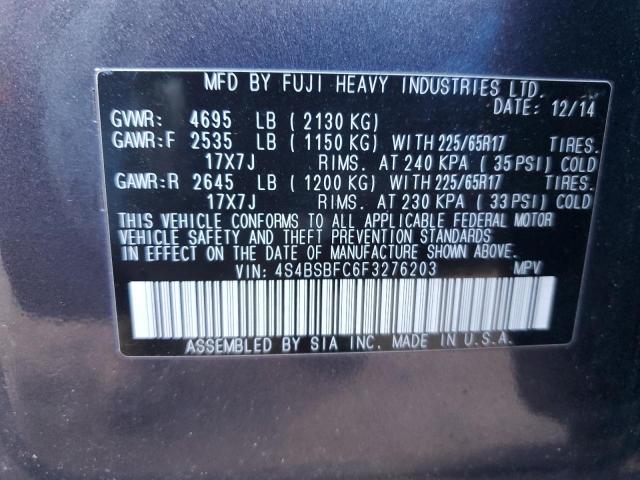 MFD BY FUJI HEAVY INDUSTRIES LTD.
DATE: 12/14
GVWR: 4695 LB ( 2130 KG)
GAWR:F 2535 LB ( 1150 KG) WITH 225/65R17 TIRES.
17X7J RIMS. AT 240 KPA ( 35 PSI) COLD
GAWR:R 2645 LB ( 1200 KG) WITH 225/65R17 TIRES.
17X7J RIMS. AT 230 KPA ( 33 PSI) COLD
THIS VEHICLE CONFORMS TO ALL APPLICABLE FEDERAL MOTOR
VEHICLE SAFETY AND THEFT PREVENTION STANDARDS
IN EFFECT ON THE DATE OF MANUFACTURE SHOWN ABOVE.
VIN: 4S4BSBFC6F3276203 MPV
ASSEMBLED BY SIA INC. MADE IN U.S.A.